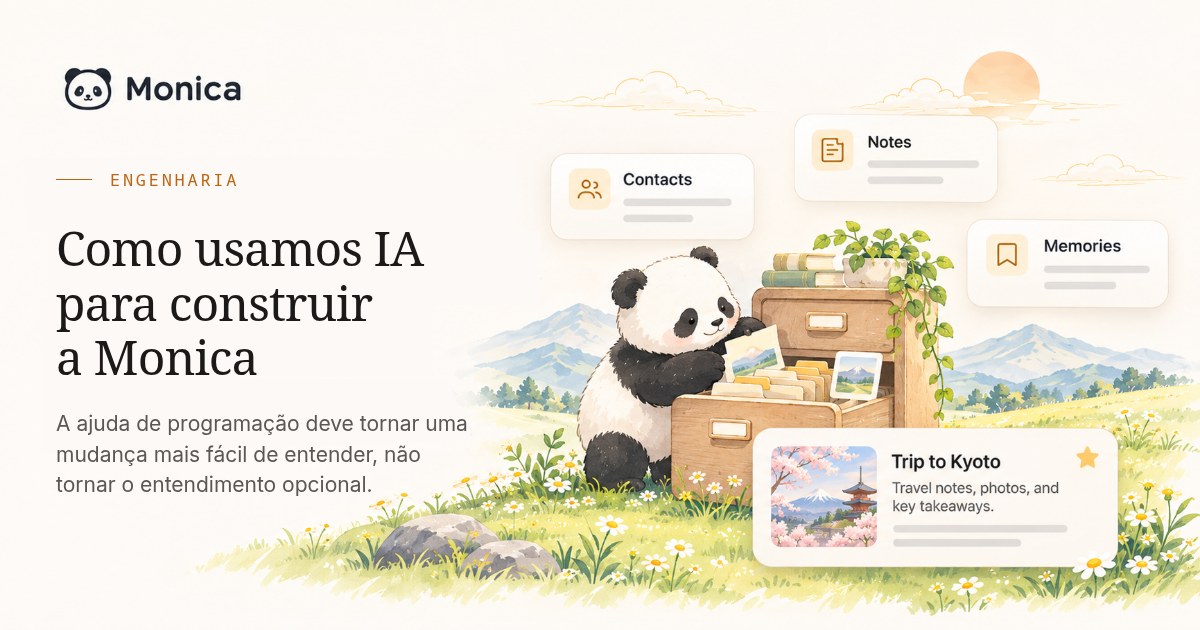 Monica
ENGENHARIA
Como usamos IA
para construir
a Monica
A ajuda de programação deve tornar uma
mudança mais fácil de entender, não
tornar o entendimento opcional.
Contacts
Notes
Memories
Trip to Kyoto
Travel notes, photos, and
key takeaways.